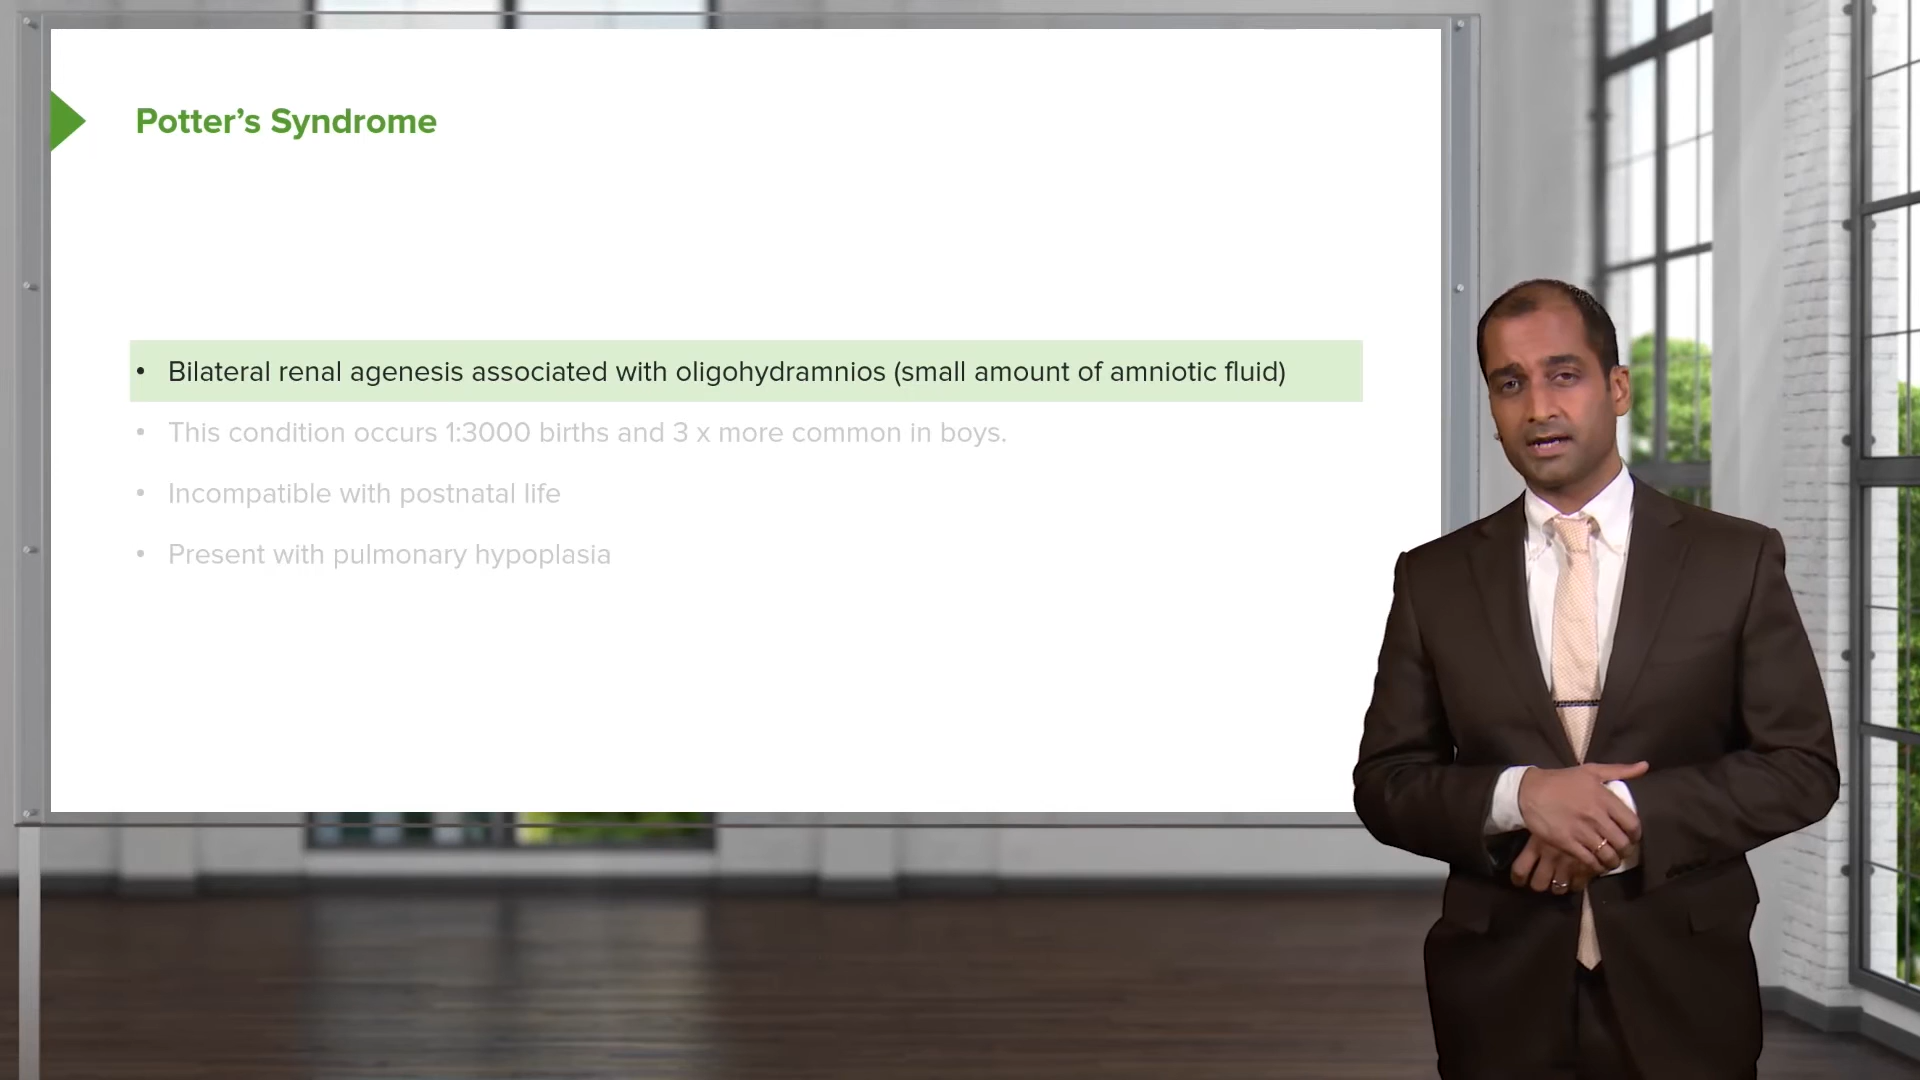 Potter’s Syndrome
• Bilateral renal agenesis associated with oligohydramnios (small amount of amniotic fluid)
• This condition occurs 1:3000 births and 3 x more common in boys.
• Incompatible with postnatal life
• Present with pulmonary hypoplasia